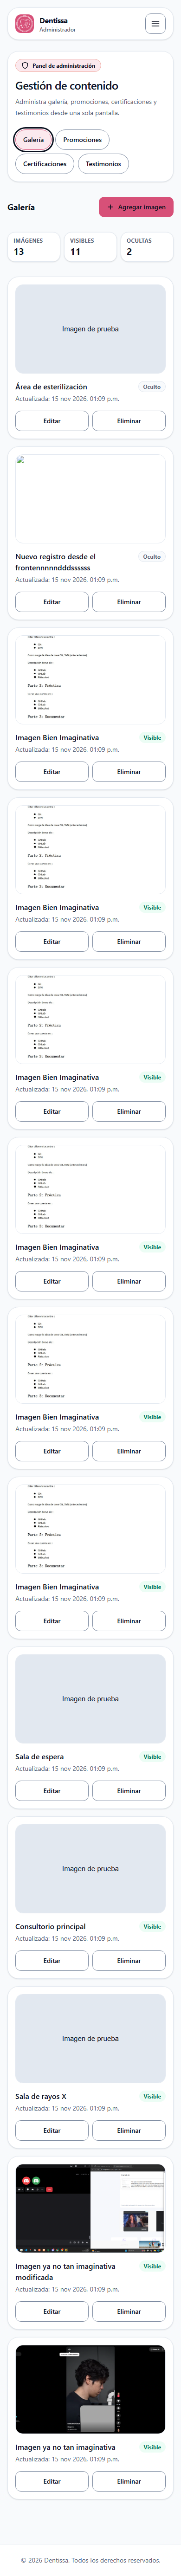 Dentissa
Administrador
Panel de administración
Gestión de contenido
Administra galería, promociones, certificaciones y
testimonios desde una sola pantalla.
Galería
Promociones
Certificaciones
Testimonios
Galería
Agregar imagen
IMÁGENES
13
VISIBLES
11
OCULTAS
2
Imagen de prueba
Área de esterilización
Oculto
Actualizada: 15 nov 2026, 01:09 p.m.
Editar
Eliminar
Nuevo registro desde el
frontennnnndddssssss
Oculto
Actualizada: 15 nov 2026, 01:09 p.m.
Editar
Eliminar
Parte 2: Práctica
Parte 3: Documentar
Imagen Bien Imaginativa
Visible
Actualizada: 15 nov 2026, 01:09 p.m.
Editar
Eliminar
Parte 2: Práctica
Parte 3: Documentar
Imagen Bien Imaginativa
Visible
Actualizada: 15 nov 2026, 01:09 p.m.
Editar
Eliminar
Parte 2: Práctica
Parte 3: Documentar
Imagen Bien Imaginativa
Visible
Actualizada: 15 nov 2026, 01:09 p.m.
Editar
Eliminar
Parte 2: Práctica
Parte 3: Documentar
Imagen Bien Imaginativa
Visible
Actualizada: 15 nov 2026, 01:09 p.m.
Editar
Eliminar
Parte 2: Práctica
Parte 3: Documentar
Imagen Bien Imaginativa
Visible
Actualizada: 15 nov 2026, 01:09 p.m.
Editar
Eliminar
Parte 2: Práctica
Parte 3: Documentar
Imagen Bien Imaginativa
Visible
Actualizada: 15 nov 2026, 01:09 p.m.
Editar
Eliminar
Imagen de prueba
Sala de espera
Visible
Actualizada: 15 nov 2026, 01:09 p.m.
Editar
Eliminar
Imagen de prueba
Consultorio principal
Visible
Actualizada: 15 nov 2026, 01:09 p.m.
Editar
Eliminar
Imagen de prueba
Sala de rayos X
Visible
Actualizada: 15 nov 2026, 01:09 p.m.
Editar
Eliminar
Imagen ya no tan imaginativa
modificada
Visible
Actualizada: 15 nov 2026, 01:09 p.m.
Editar
Eliminar
Imagen ya no tan imaginativa
Visible
Actualizada: 15 nov 2026, 01:09 p.m.
Editar
Eliminar
© 2026 Dentissa. Todos los derechos reservados.